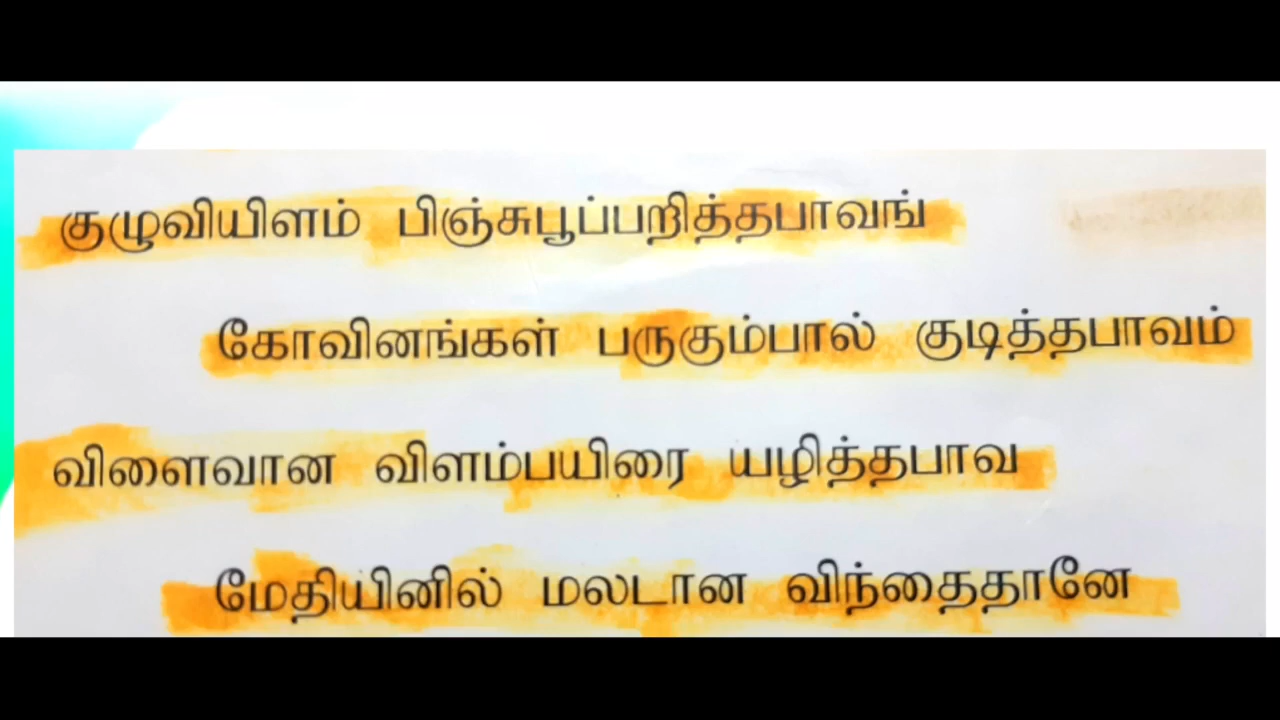 குழுவியிளம் பிஞ்சுபூப்பறித்தபாவங்
கோவினங்கள் பருகும்பால் குடித்தபாவம்
விளைவான விளம்பயிரை யழித்தபாவ
மேதியினில் மலடான விந்தைதானே